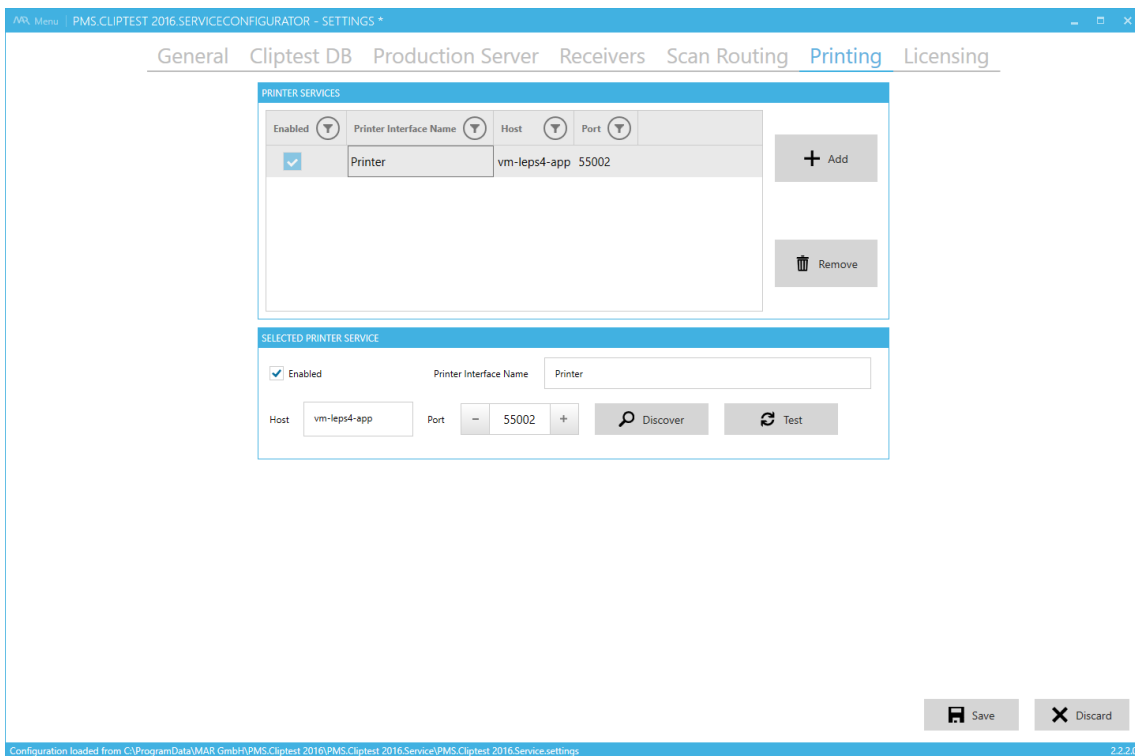 MAR Menu | PMS.CLIPTEST 2016.SERVICECONFIGURATOR - SETTINGS *
General Cliptest DB Production Server Receivers Scan Routing Printing Licensing
PRINTER SERVICES
Enabled Printer Interface Name Host Port
Printer vm-leps4-app 55002
Add
Remove
SELECTED PRINTER SERVICE
Enabled Printer Interface Name Printer
Host vm-leps4-app Port - 55002 + Discover Test
Save Discard
Configuration loaded from C:\ProgramData\MAR GmbH\PMS.Cliptest 2016\PMS.Cliptest 2016.Service\PMS.Cliptest 2016.Service.settings